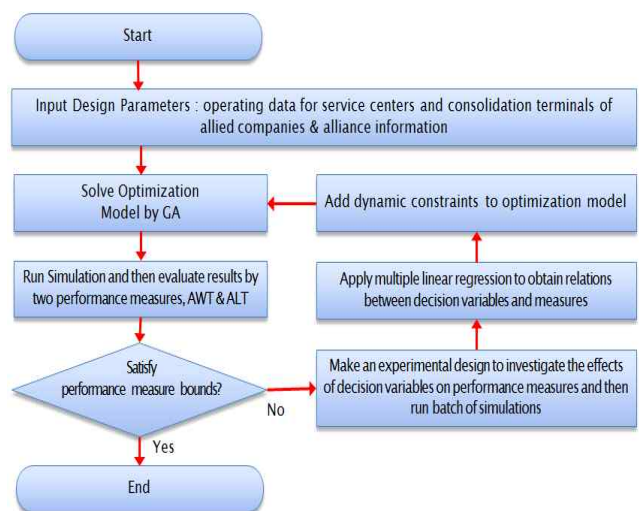 Start
Input Design Parameters : operating data for service centers and consolidation terminals of
allied companies & alliance information
Solve Optimization
Model by GA
Add dynamic constraints to optimization model
Run Simulation and then evaluate results by
two performance measures, AWT & ALT
Apply multiple linear regression to obtain relations
between decision variables and measures
Satisfy
performance measure bounds?
No
Make an experimental design to investigate the effects
of decision variables on performance measures and then
run batch of simulations
Yes
End